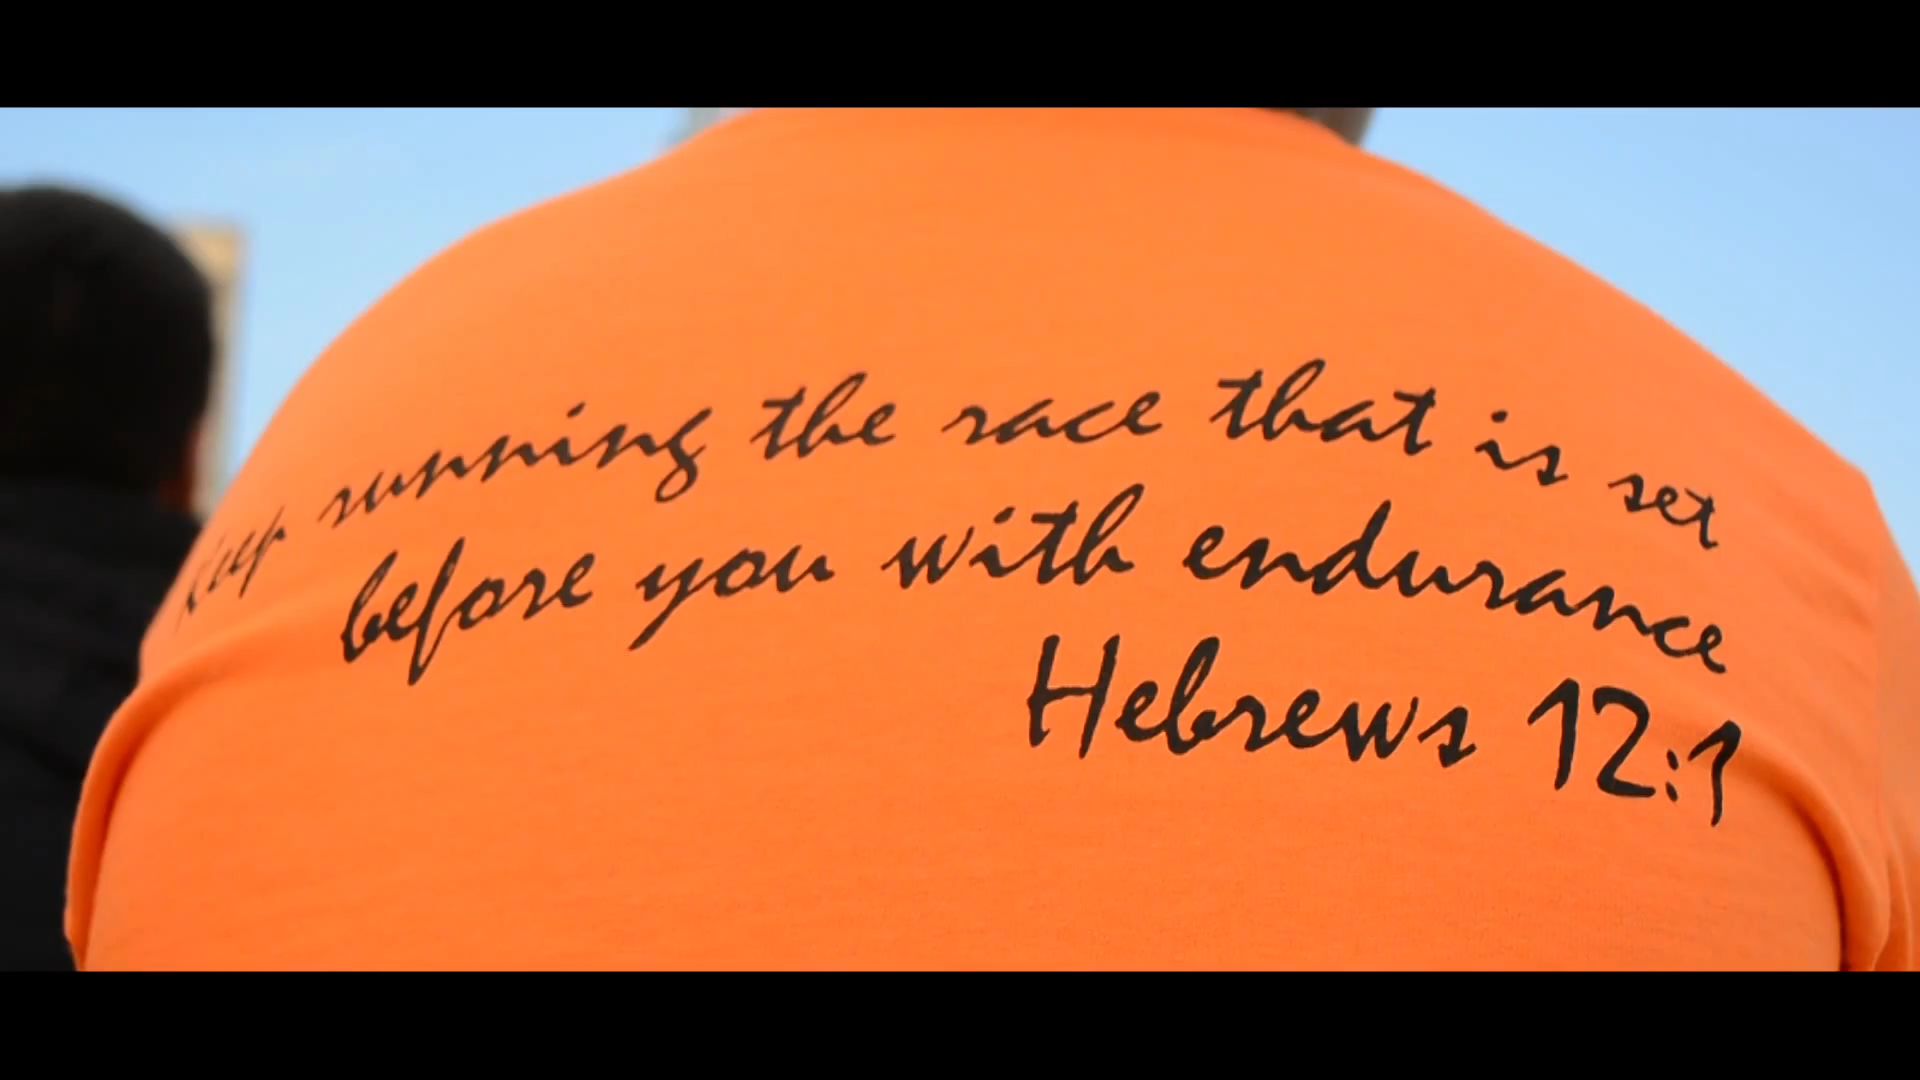 Keep running the race that is set
before you with endurance
Hebrews 12:1